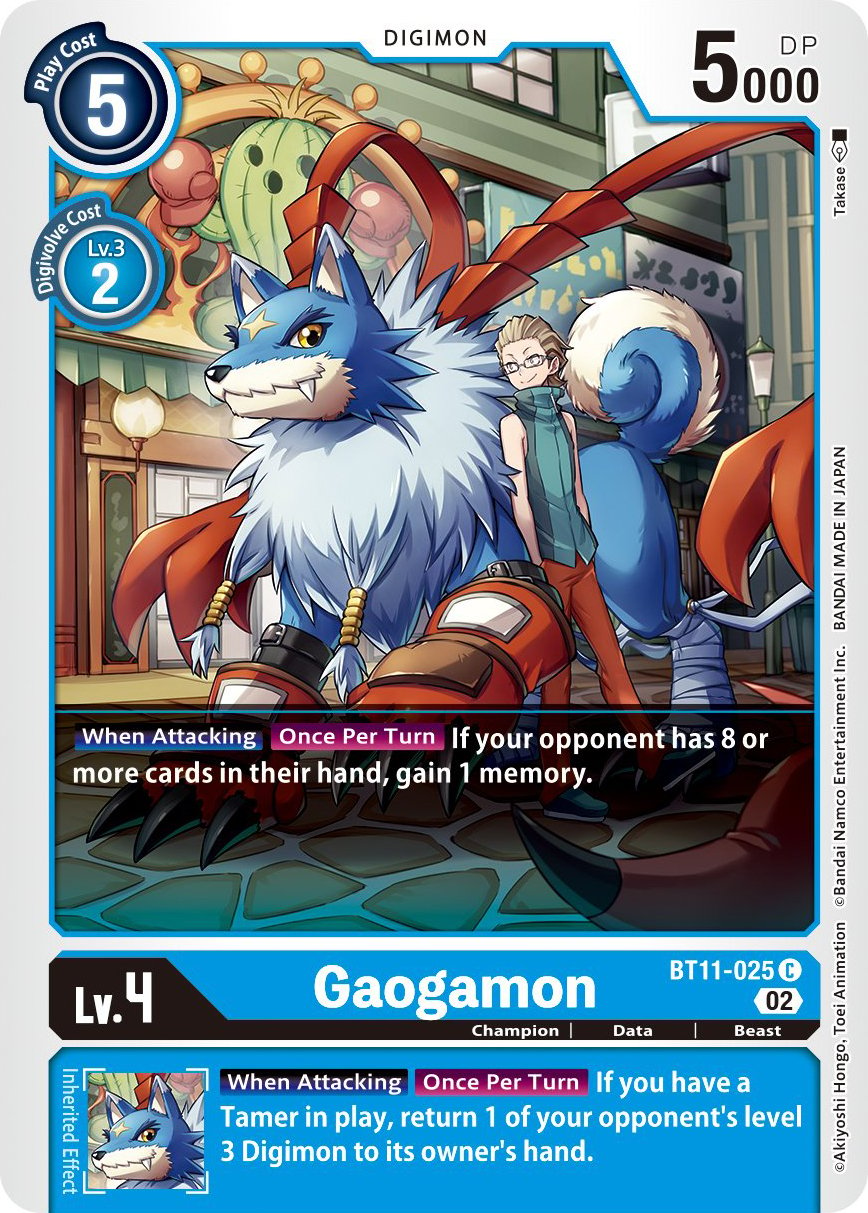 DIGIMON
Play Cost
5
DP
5000
Digivolve Cost
Lv.3
2
Takase
When Attacking Once Per Turn If your opponent has 8 or
more cards in their hand, gain 1 memory.
©Akiyoshi Hongo, Toei Animation ©Bandai Namco Entertainment Inc. BANDAI MADE IN JAPAN
Lv.4
Gaogamon
BT11-025 C
02
Champion | Data | Beast
Inherited Effect
When Attacking Once Per Turn If you have a
Tamer in play, return 1 of your opponent's level
3 Digimon to its owner's hand.